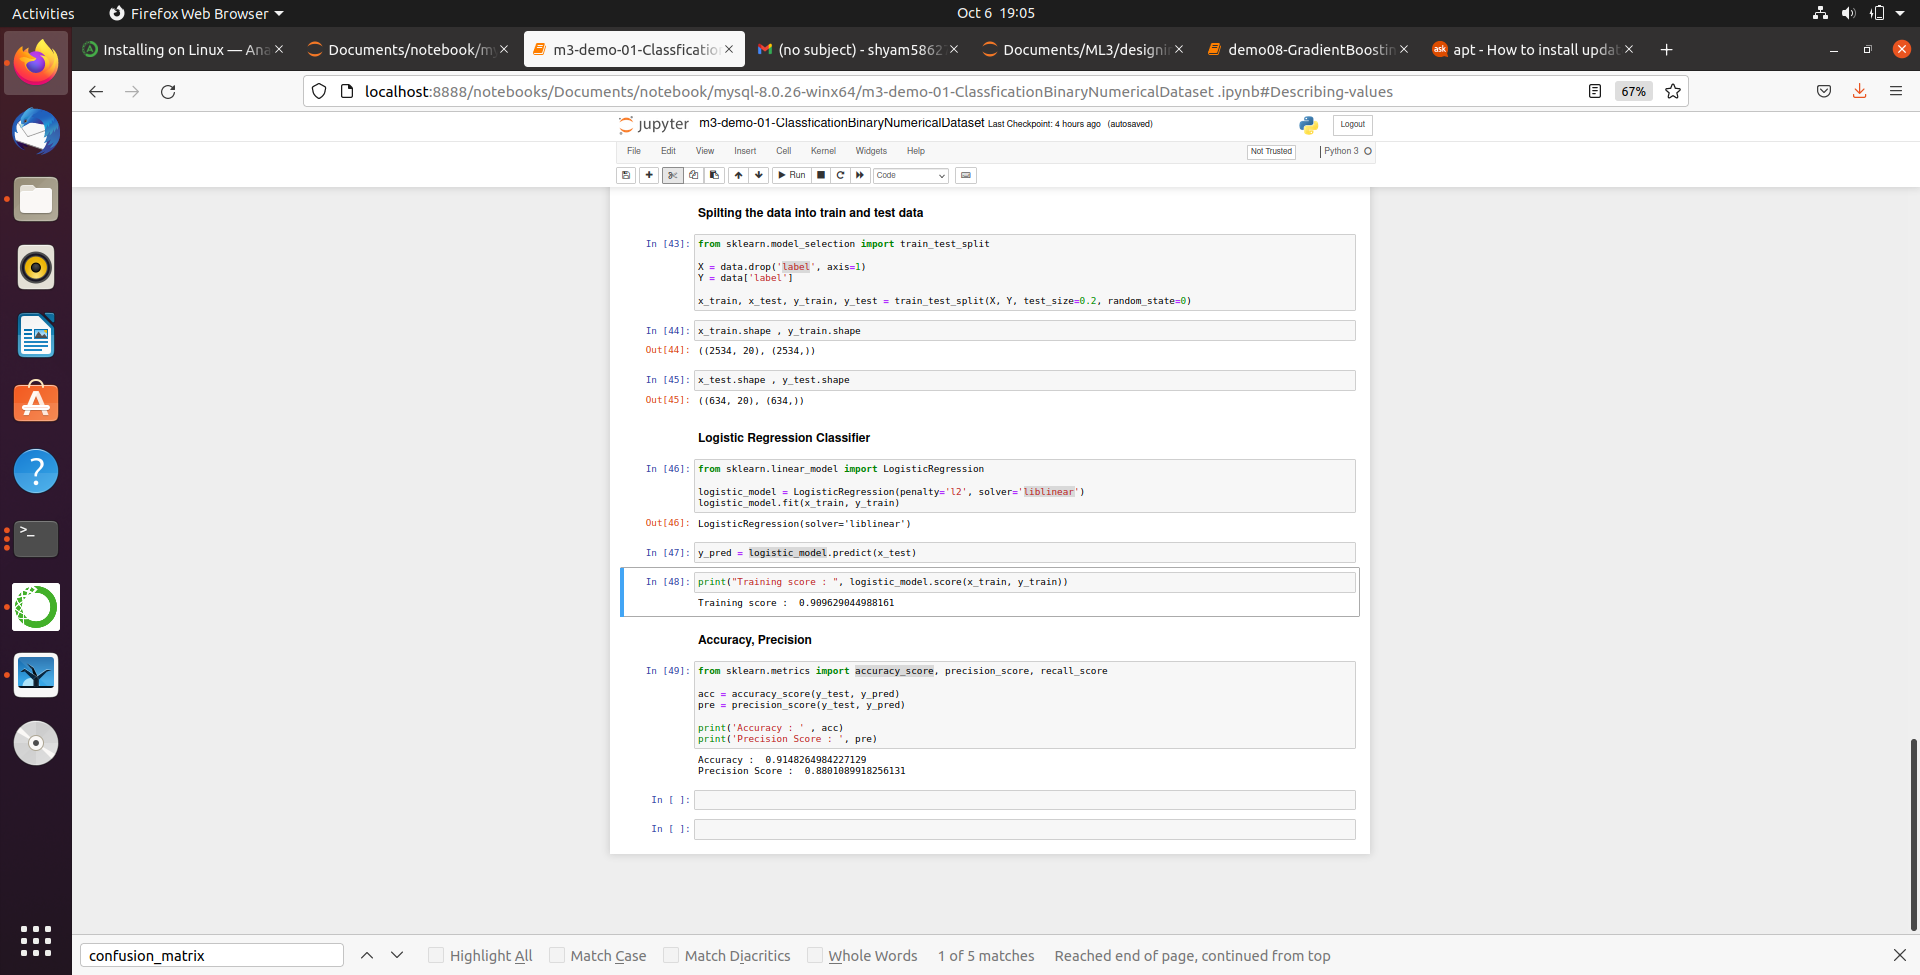 Activities Firefox Web Browser Oct 6 19:05
Installing on Linux — Ana Documents/notebook/my m3-demo-01-Classfication (no subject) - shyam5862 Documents/ML3/designin demo08-GradientBoostin apt - How to install updat
localhost:8888/notebooks/Documents/notebook/mysql-8.0.26-winx64/m3-demo-01-ClassficationBinaryNumericalDataset .ipynb#Describing-values 67%
jupyter m3-demo-01-ClassficationBinaryNumericalDataset Last Checkpoint: 4 hours ago (autosaved) Logout
File Edit View Insert Cell Kernel Widgets Help Not Trusted Python 3
Run Code
Spilting the data into train and test data
In [43]: from sklearn.model_selection import train_test_split
X = data.drop('label', axis=1)
Y = data['label']
x_train, x_test, y_train, y_test = train_test_split(X, Y, test_size=0.2, random_state=0)
In [44]: x_train.shape , y_train.shape
Out[44]: ((2534, 20), (2534,))
In [45]: x_test.shape , y_test.shape
Out[45]: ((634, 20), (634,))
Logistic Regression Classifier
In [46]: from sklearn.linear_model import LogisticRegression
logistic_model = LogisticRegression(penalty='l2', solver='liblinear')
logistic_model.fit(x_train, y_train)
Out[46]: LogisticRegression(solver='liblinear')
In [47]: y_pred = logistic_model.predict(x_test)
In [48]: print("Training score : ", logistic_model.score(x_train, y_train))
Training score :  0.909629044988161
Accuracy, Precision
In [49]: from sklearn.metrics import accuracy_score, precision_score, recall_score
acc = accuracy_score(y_test, y_pred)
pre = precision_score(y_test, y_pred)
print('Accuracy : ' , acc)
print('Precision Score : ', pre)
Accuracy :  0.9148264984227129
Precision Score :  0.8801089918256131
In [ ]:
In [ ]:
confusion_matrix Highlight All Match Case Match Diacritics Whole Words 1 of 5 matches Reached end of page, continued from top